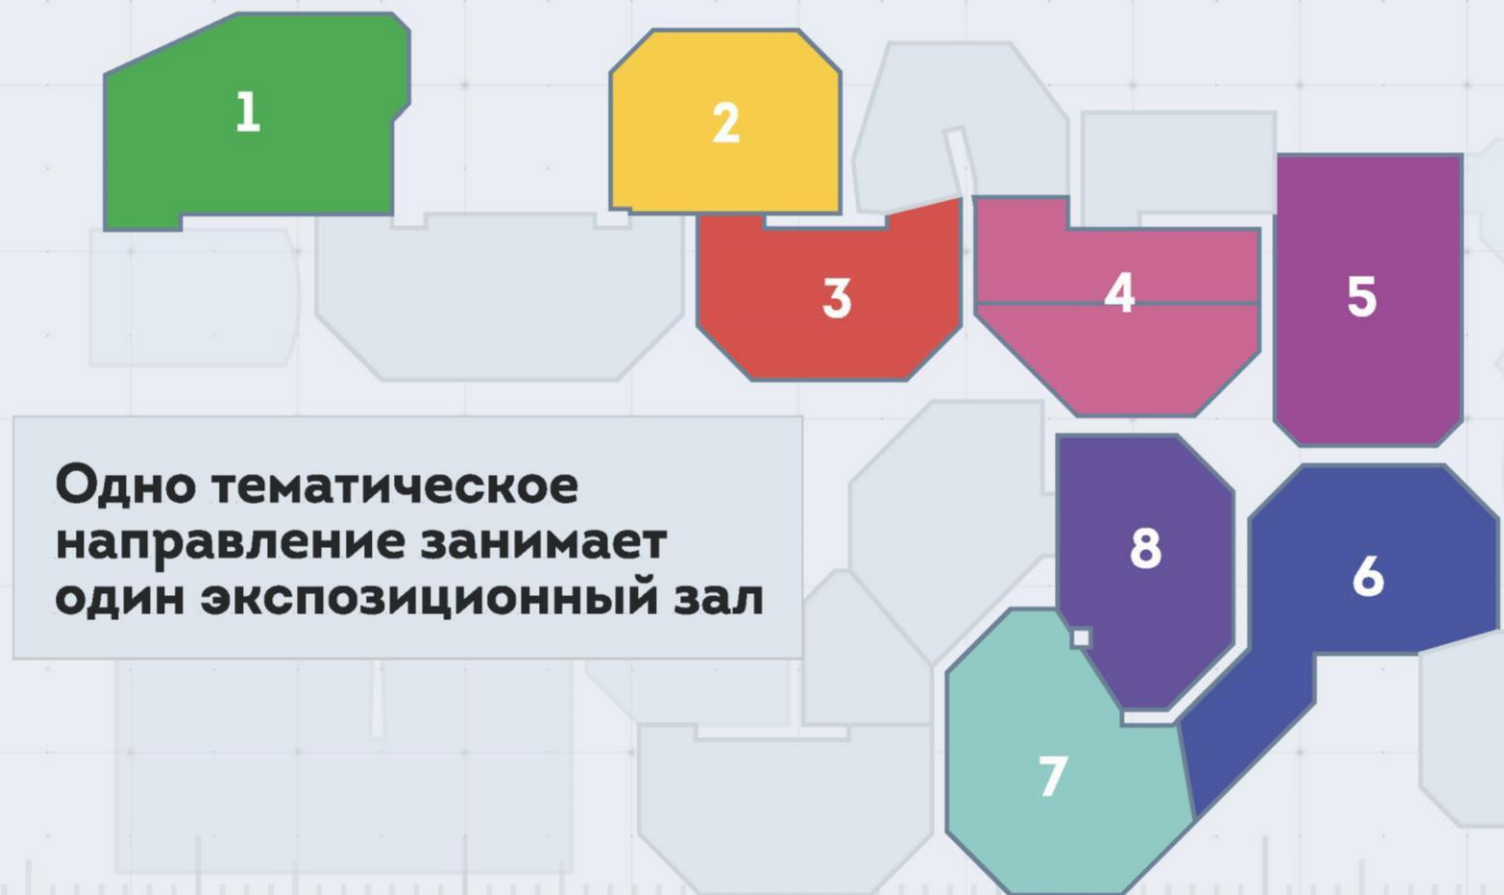 1
2
3
4
5
Одно тематическое
направление занимает
один экспозиционный зал
8
6
7